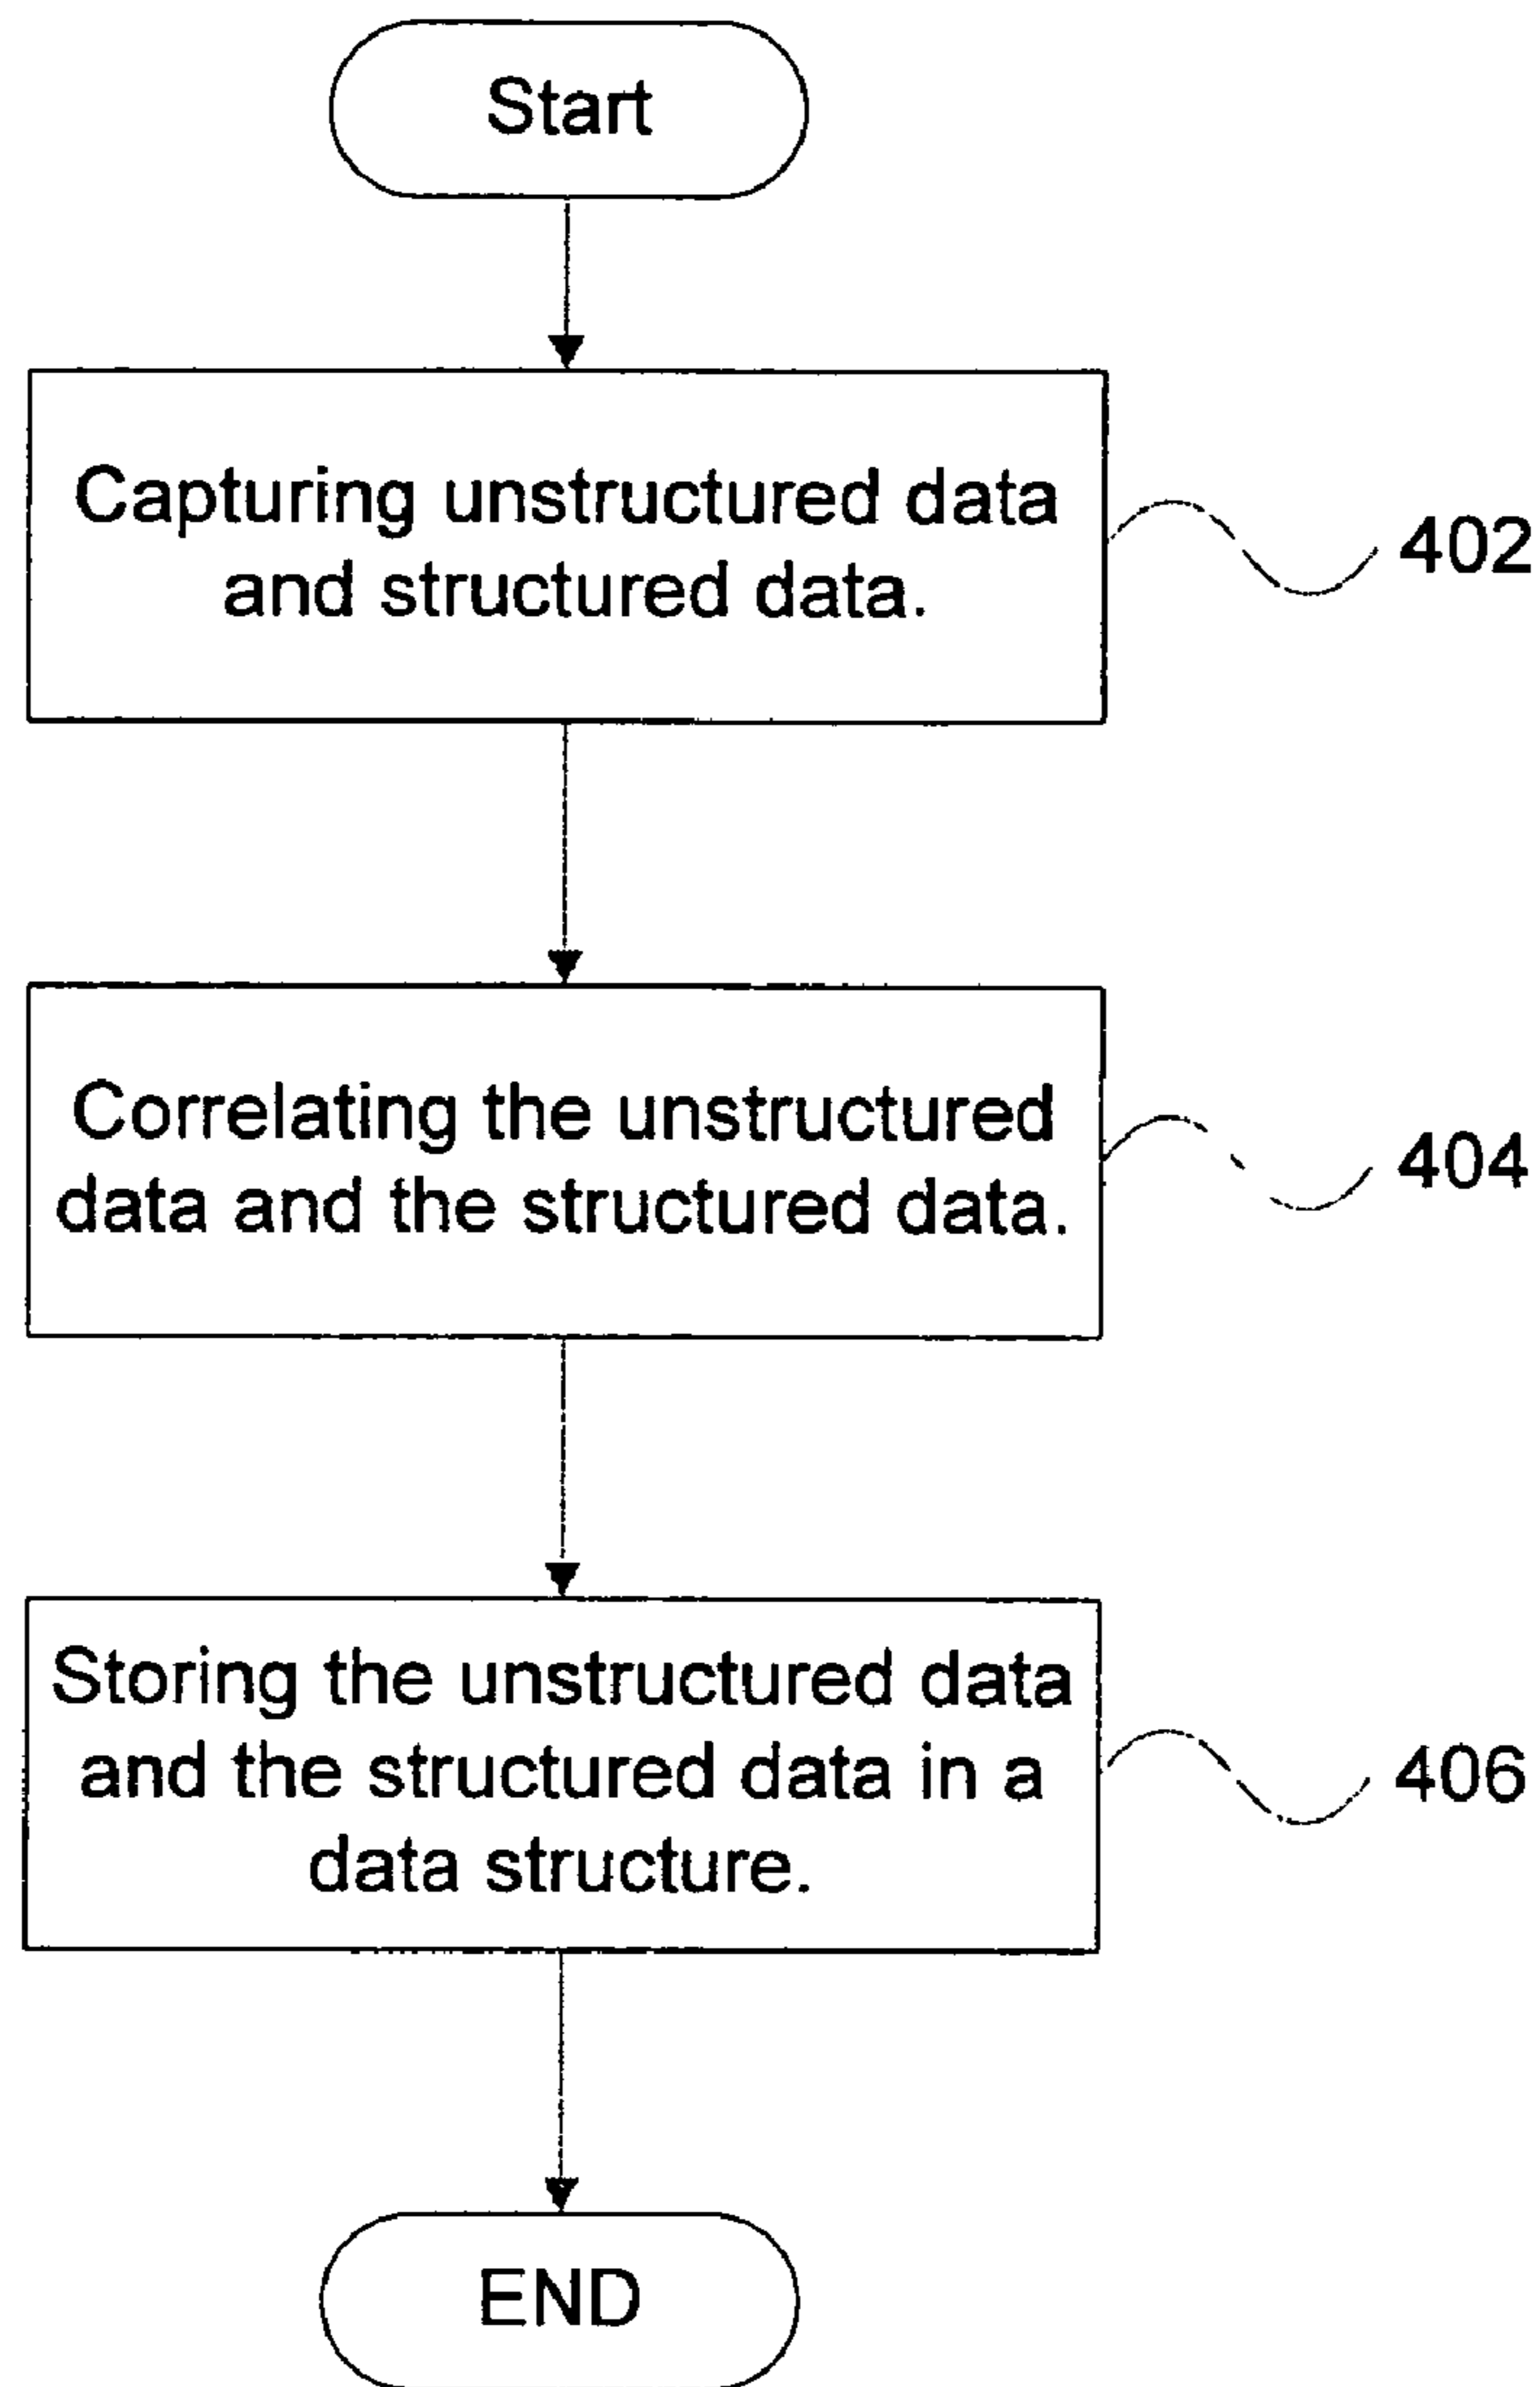 Start
Capturing unstructured data
and structured data.
402
Correlating the unstructured
data and the structured data.
404
Storing the unstructured data
and the structured data in a
data structure.
406
END